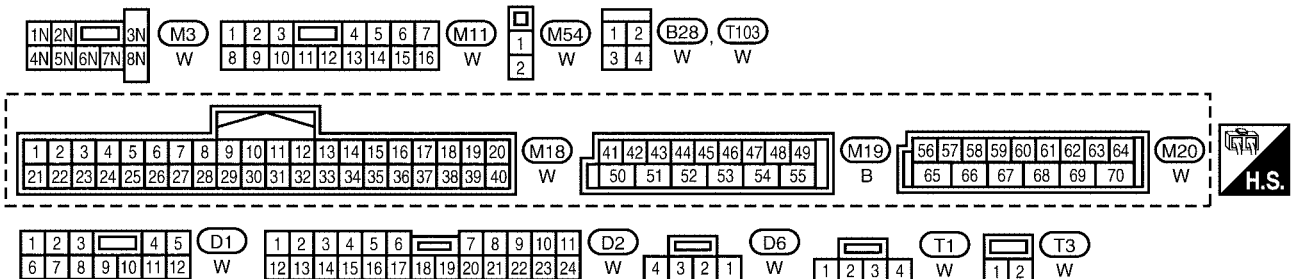 1N 2N 3N M3 1 2 3 4 5 6 7 M11 1 M54 1 2 B28 , T103
4N 5N 6N 7N 8N W 8 9 10 11 12 13 14 15 16 W 2 W 3 4 W W
1 2 3 4 5 6 7 8 9 10 11 12 13 14 15 16 17 18 19 20 M18 41 42 43 44 45 46 47 48 49 M19 56 57 58 59 60 61 62 63 64 M20
21 22 23 24 25 26 27 28 29 30 31 32 33 34 35 36 37 38 39 40 W 50 51 52 53 54 55 B 65 66 67 68 69 70 W H.S.
1 2 3 4 5 D1 1 2 3 4 5 6 7 8 9 10 11 D2 D6 T1 T3
6 7 8 9 10 11 12 W 12 13 14 15 16 17 18 19 20 21 22 23 24 W 4 3 2 1 W 1 2 3 4 W 1 2 W